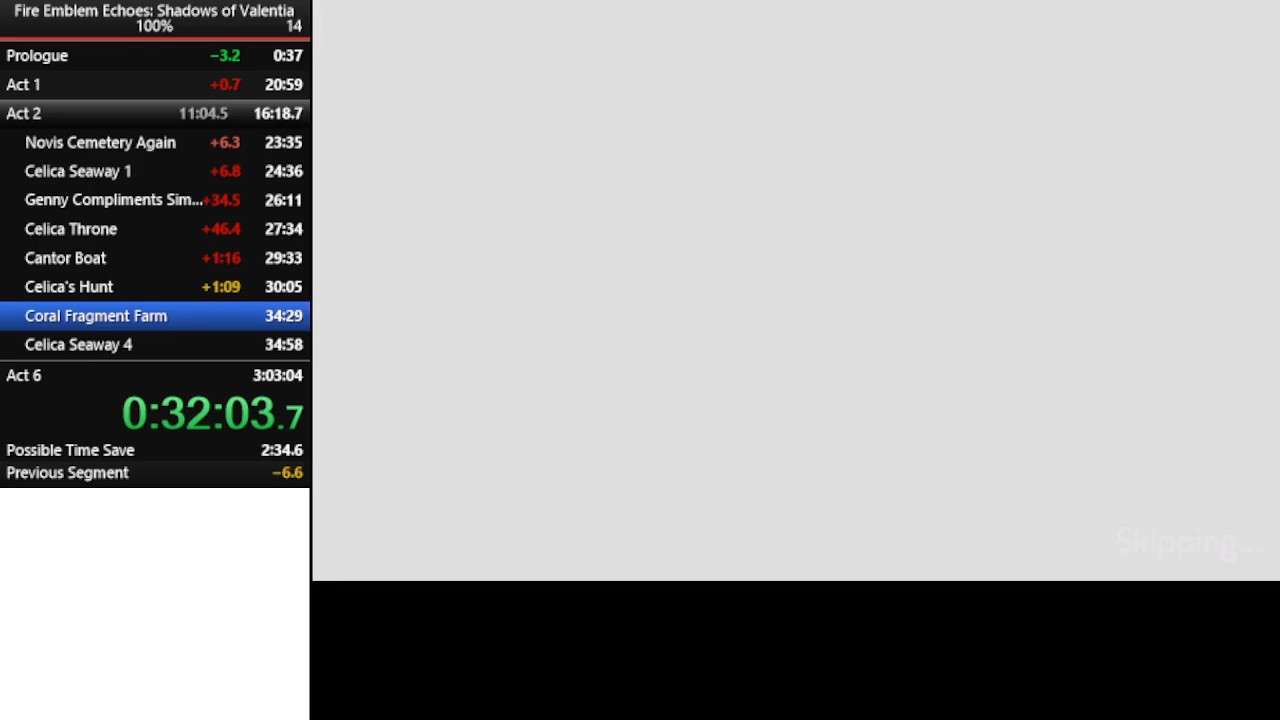 Fire Emblem Echoes: Shadows of Valentia
100% 14
Prologue −3.2 0:37
Act 1 +0.7 20:59
Act 2 11:04.5 16:18.7
Novis Cemetery Again +6.3 23:35
Celica Seaway 1 +6.8 24:36
Genny Compliments Sim... +34.5 26:11
Celica Throne +46.4 27:34
Cantor Boat +1:16 29:33
Celica's Hunt +1:09 30:05
Coral Fragment Farm 34:29
Celica Seaway 4 34:58
Act 6 3:03:04
0:32:03.7
Possible Time Save 2:34.6
Previous Segment −6.6
Skipping...